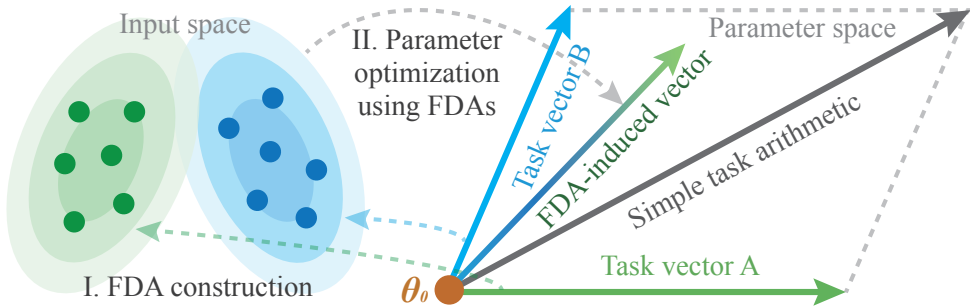 Input space
II. Parameter
optimization
using FDAs
Parameter space
Task vector B
FDA-induced vector
Simple task arithmetic
Task vector A
I. FDA construction
θ₀